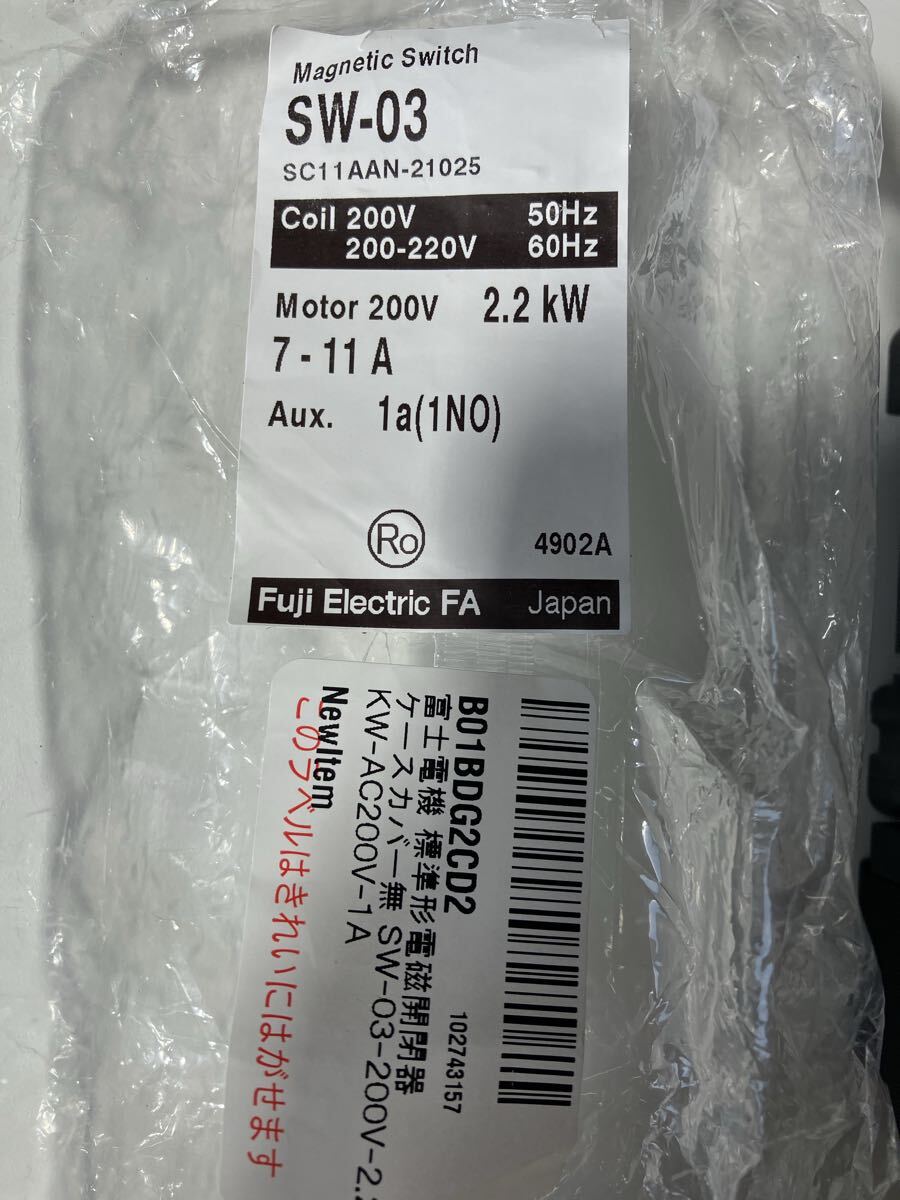 Magnetic Switch
SW-03
SC11AAN-21025
Coil 200V 50Hz
200-220V 60Hz
Motor 200V 2.2 kW
7 - 11 A
Aux. 1a(1NO)
Ro 4902A
Fuji Electric FA Japan
B01BDG2CD2 102743157
富士電機 標準形電磁開閉器
ケースカバー無 SW-03-200V-2.
KW-AC200V-1A
NewItem
このラベルはきれいにはがせます